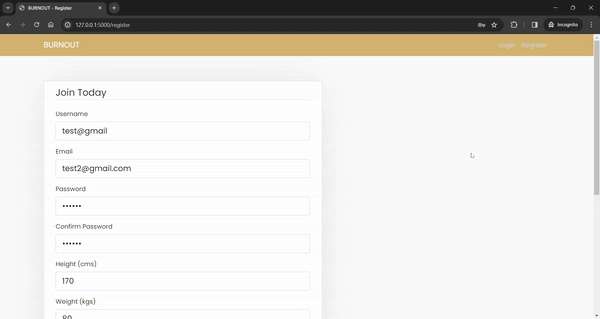 BURNOUT - Register
127.0.0.1:5000/register
Incognito
BURNOUT
Login Register
Join Today
Username
test@gmail
Email
test2@gmail.com
Password
••••••
Confirm Password
••••••
Height (cms)
170
Weight (kgs)
80